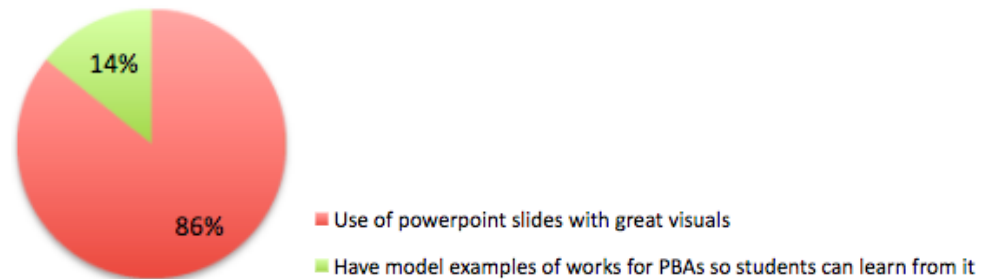 14%
86%
Use of powerpoint slides with great visuals
Have model examples of works for PBAs so students can learn from it